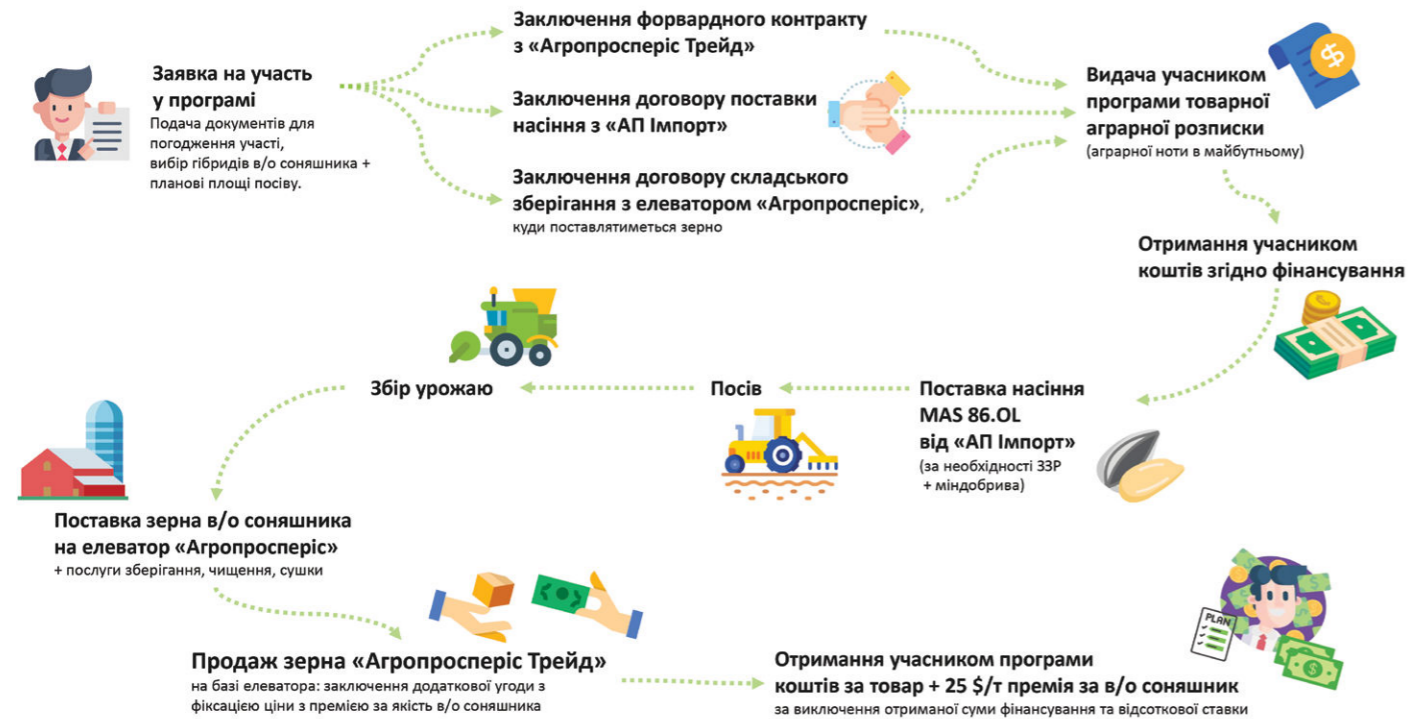 Заявка на участь
у програмі
Подача документів для
погодження участі,
вибір гібридів в/о соняшника +
планові площі посіву.
Заключення форвардного контракту
з «Агропросперіс Трейд»
Заключення договору поставки
насіння з «АП Імпорт»
Заключення договору складського
зберігання з елеватором «Агропросперіс»,
куди поставлятиметься зерно
Видача учасником
програми товарної
аграрної розписки
(аграрної ноти в майбутньому)
Отримання учасником
коштів згідно фінансування
Поставка насіння
MAS 86.OL
від «АП Імпорт»
(за необхідності ЗЗР
+ міндобрива)
Посів
Збір урожаю
Поставка зерна в/о соняшника
на елеватор «Агропросперіс»
+ послуги зберігання, чищення, сушки
Продаж зерна «Агропросперіс Трейд»
на базі елеватора: заключення додаткової угоди з
фіксацією ціни з премією за якість в/о соняшника
PLAN
Отримання учасником програми
коштів за товар + 25 $/т премія за в/о соняшник
за виключення отриманої суми фінансування та відсоткової ставки